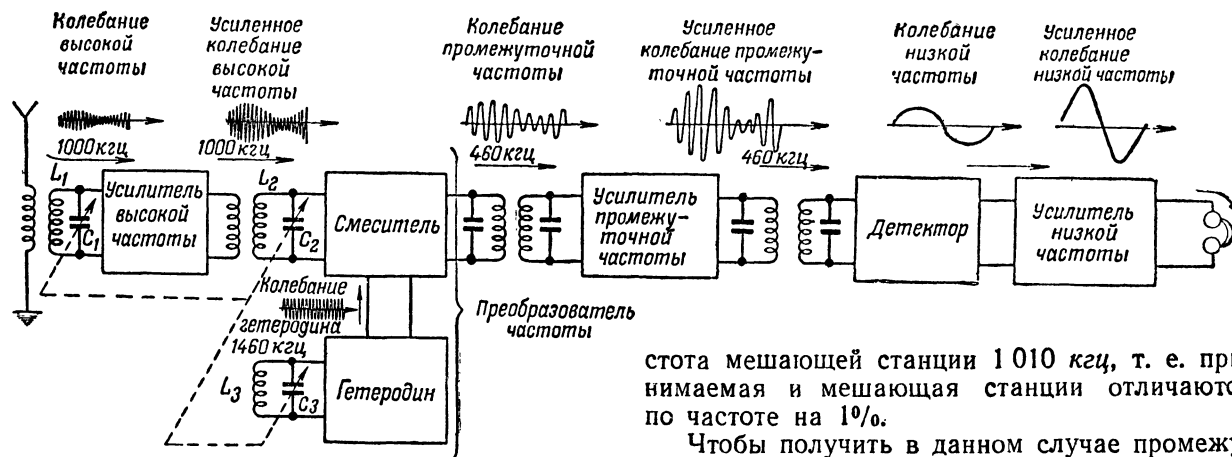 Колебание
высокой
частоты
Усиленное
колебание
высокой
частоты
Колебание
промежуточной
частоты
Усиленное
колебание промежу-
точной частоты
Колебание
низкой
частоты
Усиленное
колебание
низкой частоты
1000 кгц
1000 кгц
460 кгц
460 кгц
L1
C1
Усилитель
высокой
частоты
L2
C2
Смеситель
Усилитель
промежу-
точной
частоты
Детектор
Усилитель
низкой
частоты
Колебание
гетеродина
1460 кгц
L3
C3
Гетеродин
Преобразователь
частоты
стота мешающей станции 1 010 кгц, т. е. при
нимаемая и мешающая станции отличают
по частоте на 1%.
Чтобы получить в данном случае промежу